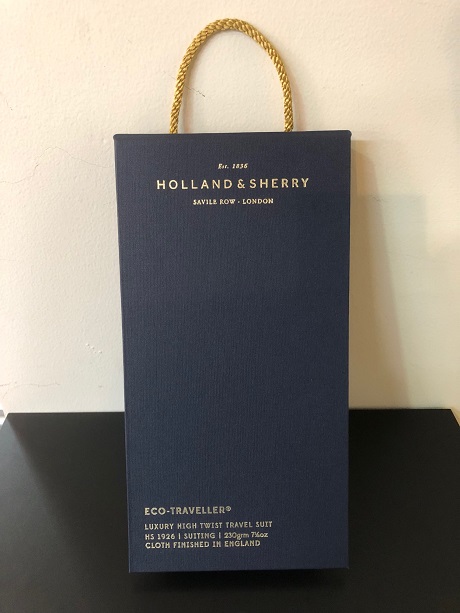 Est. 1836
HOLLAND & SHERRY
SAVILE ROW · LONDON
ECO-TRAVELLER®
LUXURY HIGH TWIST TRAVEL SUIT
HS 1926 | SUITING | 230grm 7½oz
CLOTH FINISHED IN ENGLAND